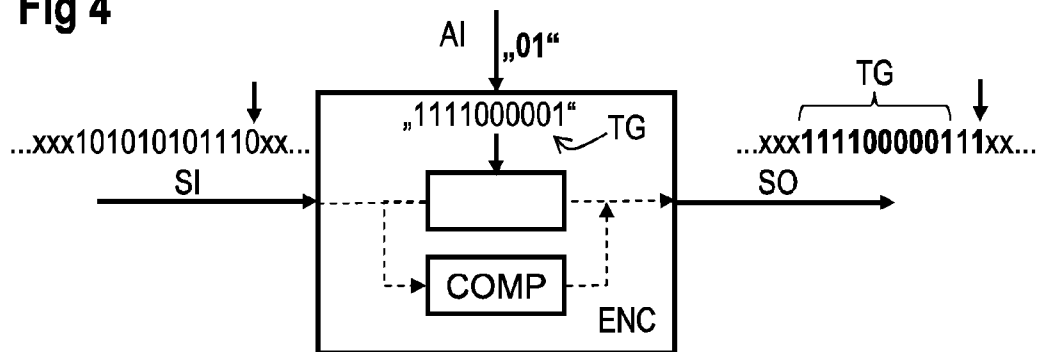 Fig 4
AI
„01“
TG
„1111000001“
TG
...xxx101010101110xx...
...xxx111100000111xx...
SI
SO
COMP
ENC